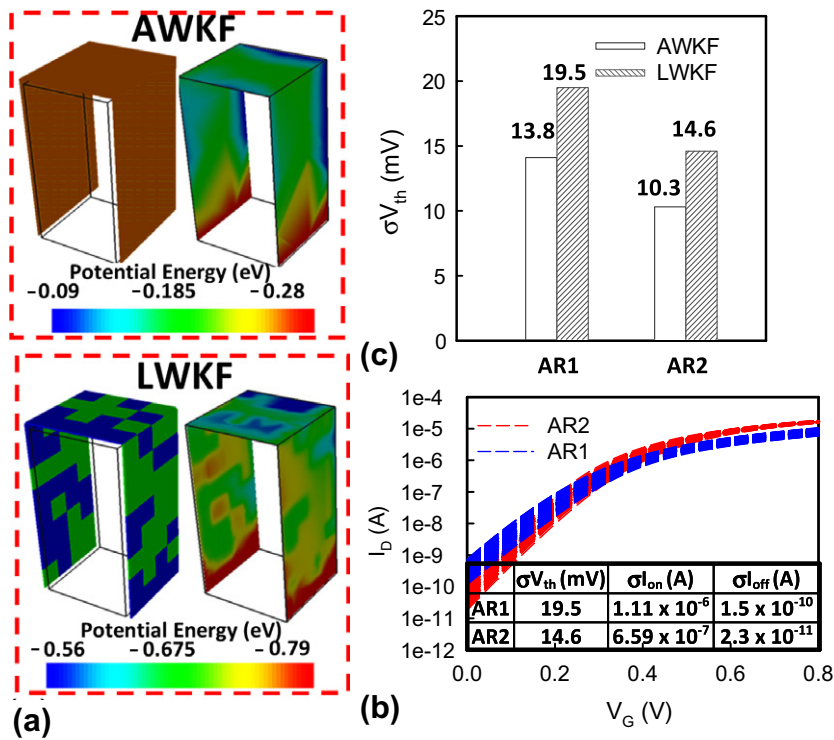 AWKF
Potential Energy (eV)
−0.09 −0.185 −0.28
LWKF
Potential Energy (eV)
−0.56 −0.675 −0.79
(a)
25
20
15
10
5
0
σVth (mV)
AWKF
LWKF
13.8
19.5
10.3
14.6
AR1 AR2
(c)
1e-4
1e-5
1e-6
1e-7
1e-8
1e-9
1e-10
1e-11
1e-12
ID (A)
AR2
AR1
σVth (mV) σIon (A) σIoff (A)
AR1 19.5 1.11 x 10⁻⁶ 1.5 x 10⁻¹⁰
AR2 14.6 6.59 x 10⁻⁷ 2.3 x 10⁻¹¹
0.0 0.2 0.4 0.6 0.8
VG (V)
(b)